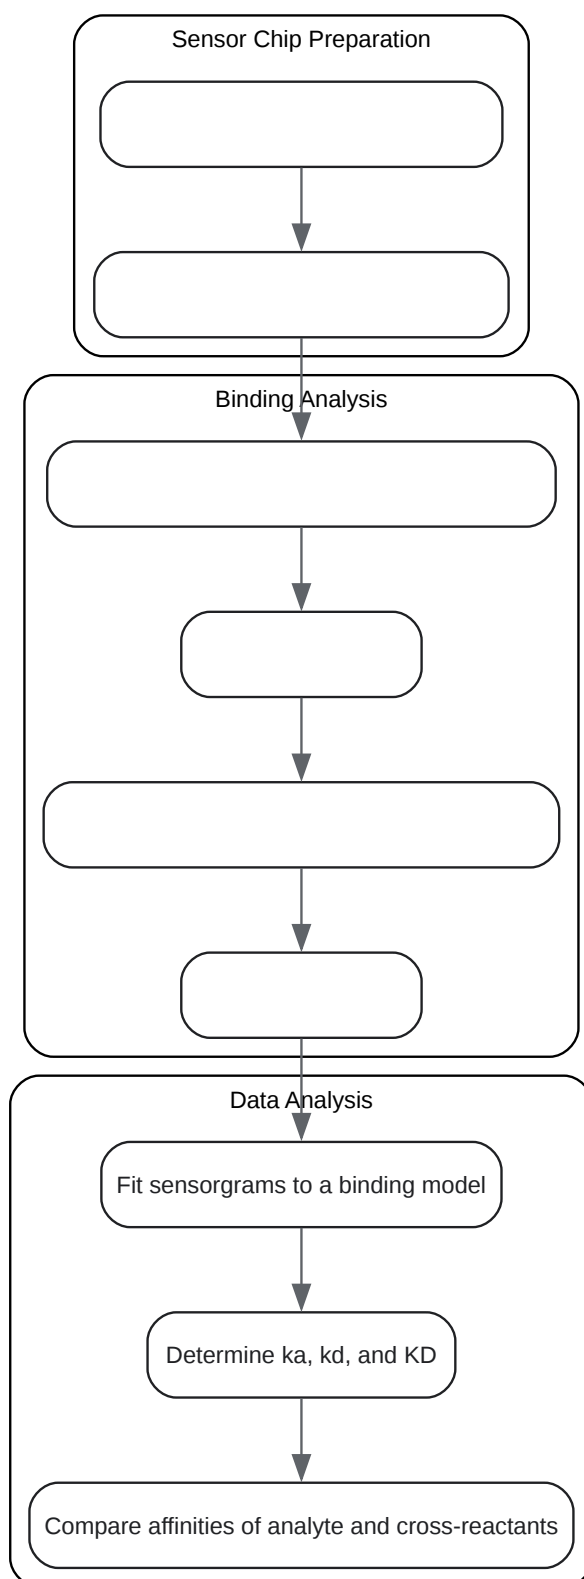 Sensor Chip Preparation
Binding Analysis
Data Analysis
Fit sensorgrams to a binding model
Determine ka, kd, and KD
Compare affinities of analyte and cross-reactants